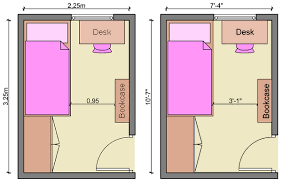 2,25m
Desk
3,25m
0,95
Bookcase
7'-4"
Desk
10'-7"
3'-1"
Bookcase